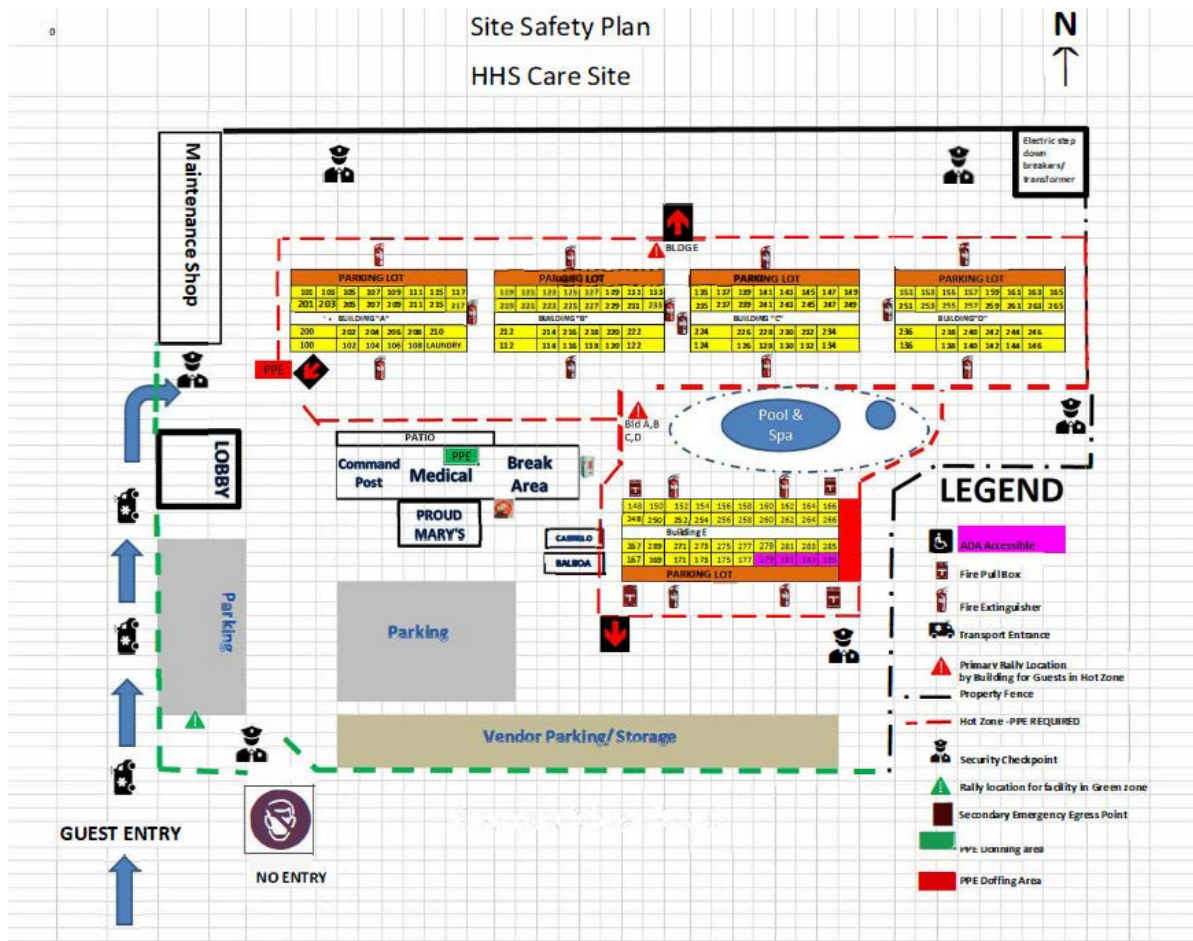 Site Safety Plan
0
N
HHS Care Site
Maintenance Shop
Electric step
down
breakers/
transformer
BLDGE
PARKING LOT
101 103 105 107 109 111 115 117
201 203 205 207 209 211 215 217
BUILDING "A"
200 202 204 206 208 210
100 102 104 106 108 LAUNDRY
PARKING LOT
119 121 123 125 127 129 131 133
219 221 223 225 227 229 231 233
BUILDING "B"
212 214 216 218 220 222
112 114 116 118 120 122
PARKING LOT
135 137 139 141 143 145 147 149
235 237 239 241 243 245 247 249
BUILDING "C"
224 226 228 230 232 234
124 126 128 130 132 134
PARKING LOT
151 153 155 157 159 161 163 165
251 253 255 257 259 261 263 265
BUILDING "D"
236 238 240 242 244 246
136 138 140 142 144 146
PPE
Bld A,B
C,D
Pool &
Spa
LOBBY
PATIO
Command
Post
PPE
Medical
Break
Area
PROUD
MARY'S
CABRILLO
BALBOA
148 150 152 154 156 158 160 162 164 166
248 250 252 254 256 258 260 262 264 266
Building E
267 269 271 273 275 277 279 281 283 285
167 169 171 173 175 177 179 181 183
PARKING LOT
Parking
Parking
Vendor Parking/ Storage
GUEST ENTRY
NO ENTRY
LEGEND
ADA Accessible
Fire Pull Box
Fire Extinguisher
Transport Entrance
Primary Rally Location
by Building for Guests in Hot Zone
Property Fence
Hot Zone -PPE REQUIRED
Security Checkpoint
Rally location for facility in Green zone
Secondary Emergency Egress Point
PPE Donning area
PPE Doffing Area